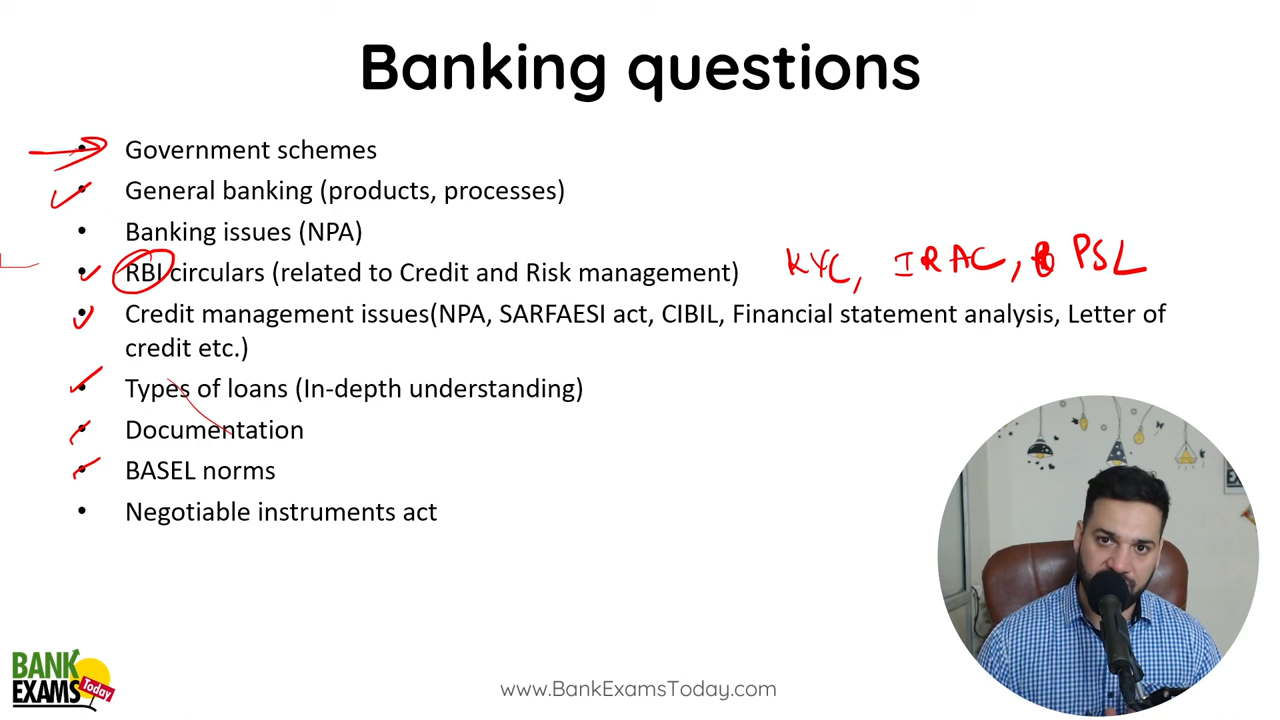 Banking questions
• Government schemes
• General banking (products, processes)
• Banking issues (NPA)
• RBI circulars (related to Credit and Risk management) KYC, IRAC, PSL
• Credit management issues(NPA, SARFAESI act, CIBIL, Financial statement analysis, Letter of
credit etc.)
• Types of loans (In-depth understanding)
• Documentation
• BASEL norms
• Negotiable instruments act
BANK
EXAMS Today
www.BankExamsToday.com